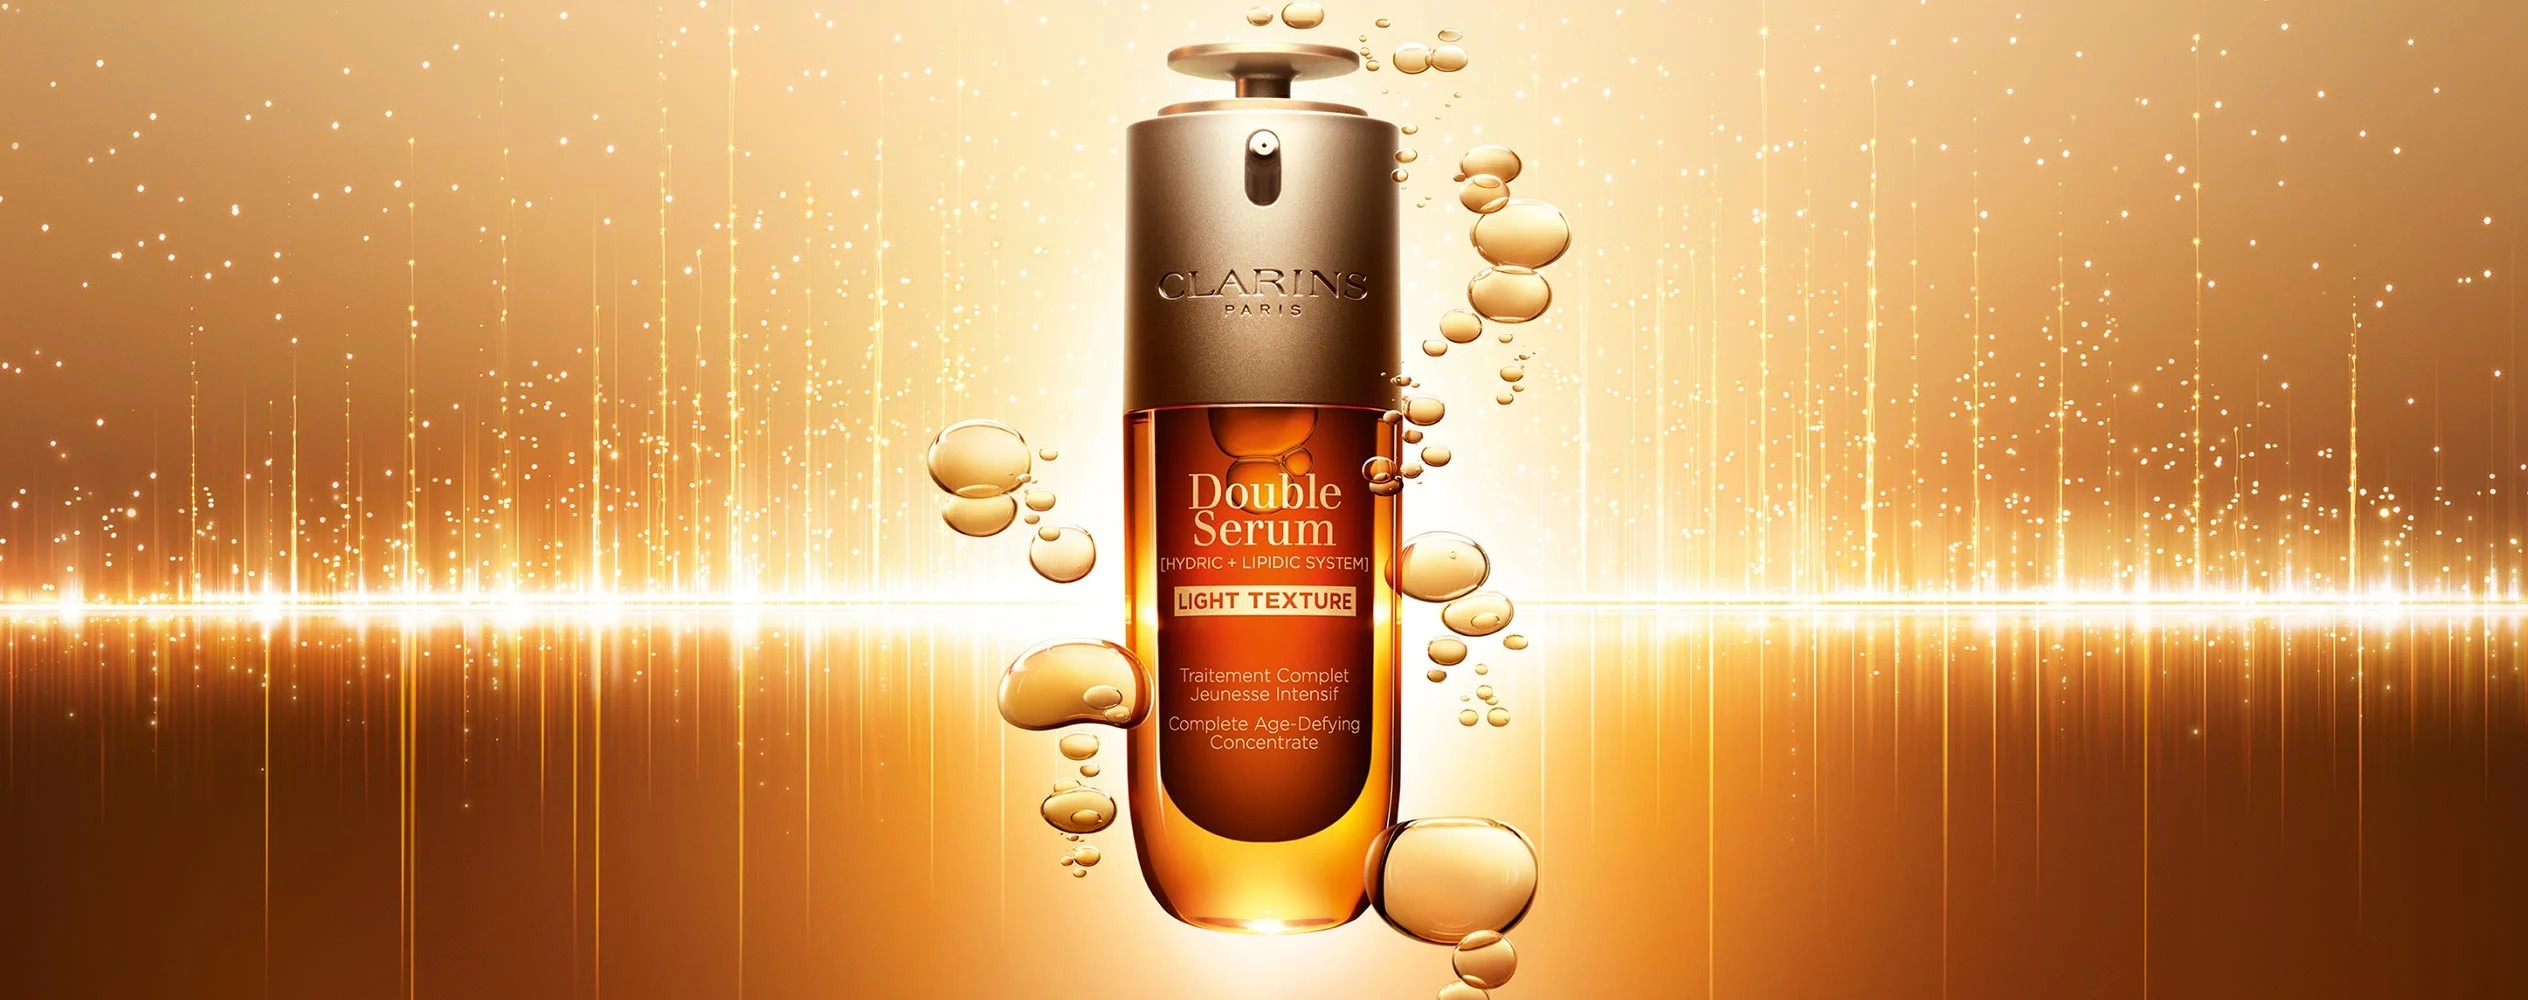 CLARINS
PARIS
Double
Serum
[HYDRIC + LIPIDIC SYSTEM]
LIGHT TEXTURE
Traitement Complet
Jeunesse Intensif
Complete Age-Defying
Concentrate